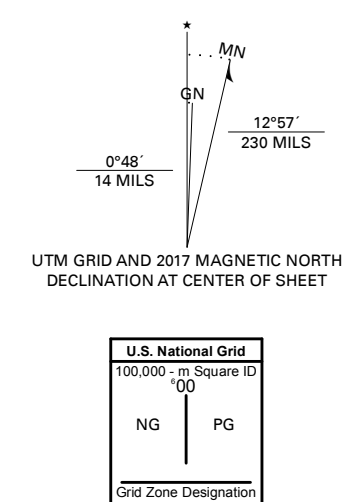 ★
MN
GN
12°57´
230 MILS
0°48´
14 MILS
UTM GRID AND 2017 MAGNETIC NORTH
DECLINATION AT CENTER OF SHEET
U.S. National Grid
100,000 - m Square ID
⁶00
NG PG
Grid Zone Designation